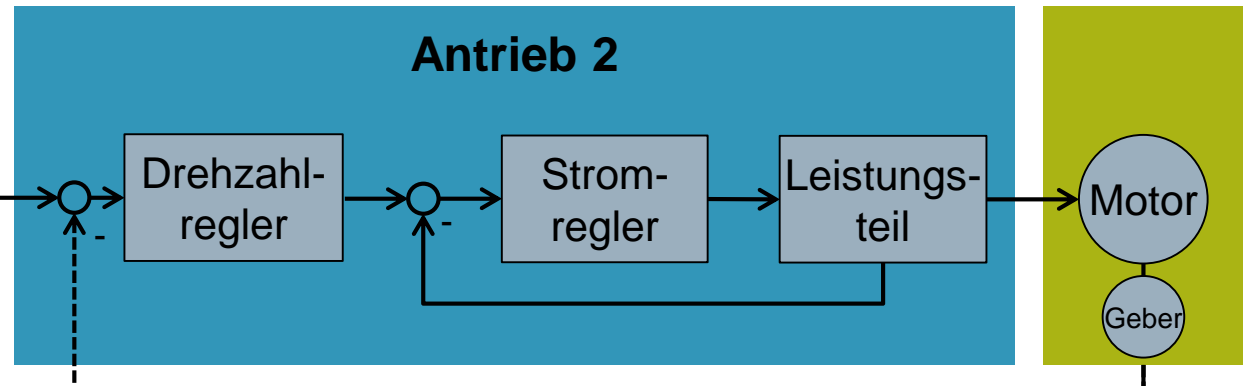 Antrieb 2
Drehzahl-
regler
-
Strom-
regler
-
Leistungs-
teil
Motor
Geber